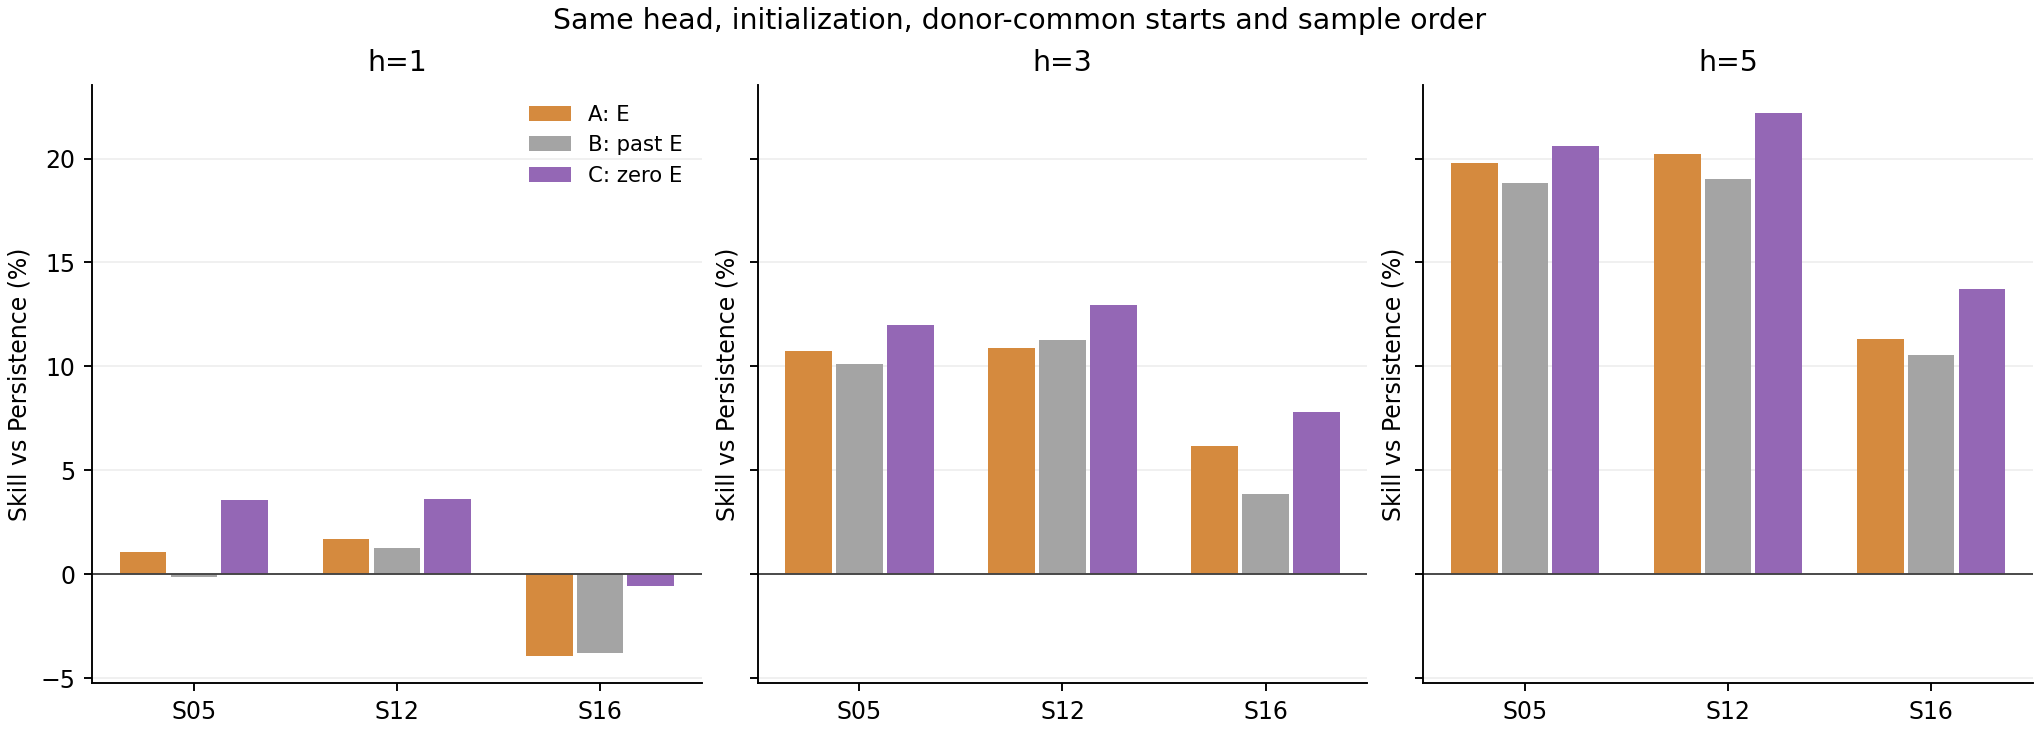 Same head, initialization, donor-common starts and sample order
h=1
Skill vs Persistence (%)
20
15
10
5
0
−5
A: E
B: past E
C: zero E
S05 S12 S16
h=3
Skill vs Persistence (%)
S05 S12 S16
h=5
Skill vs Persistence (%)
S05 S12 S16